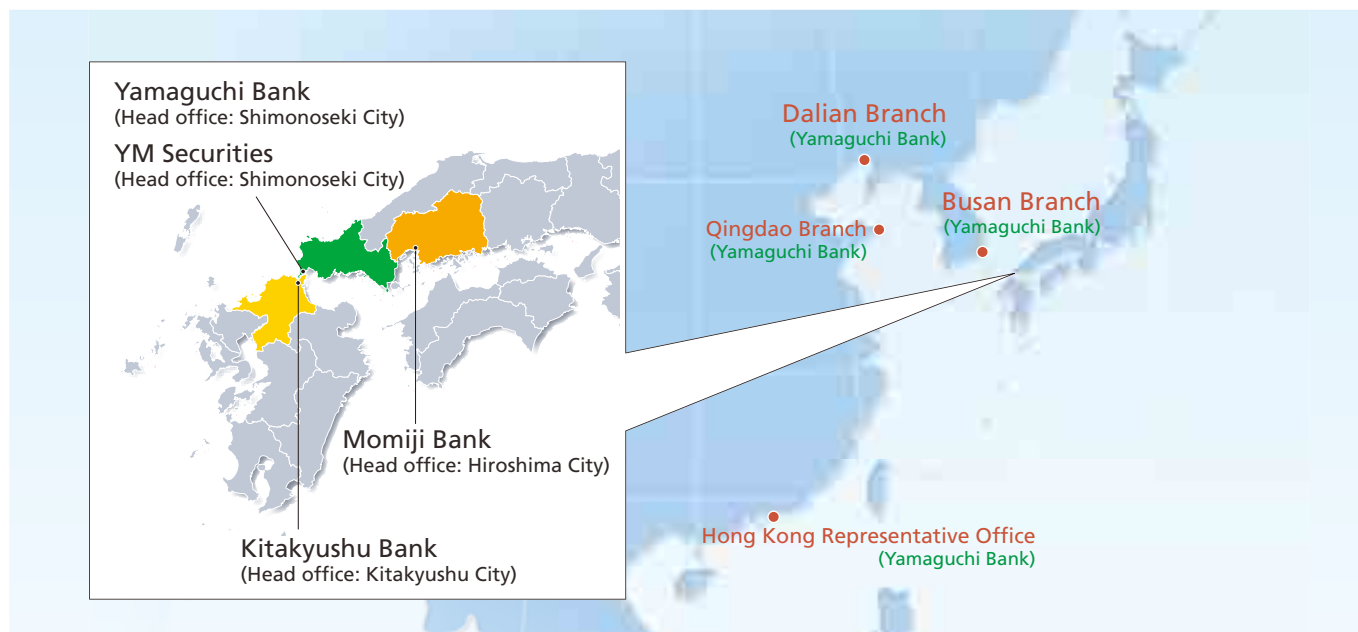 Yamaguchi Bank
(Head office: Shimonoseki City)
YM Securities
(Head office: Shimonoseki City)
Momiji Bank
(Head office: Hiroshima City)
Kitakyushu Bank
(Head office: Kitakyushu City)
Dalian Branch
(Yamaguchi Bank)
Busan Branch
(Yamaguchi Bank)
Qingdao Branch
(Yamaguchi Bank)
Hong Kong Representative Office
(Yamaguchi Bank)